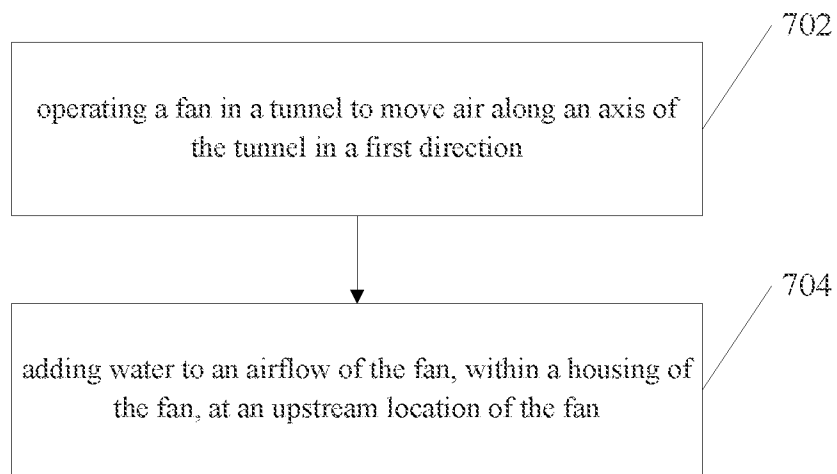 702
operating a fan in a tunnel to move air along an axis of
the tunnel in a first direction
704
adding water to an airflow of the fan, within a housing of
the fan, at an upstream location of the fan